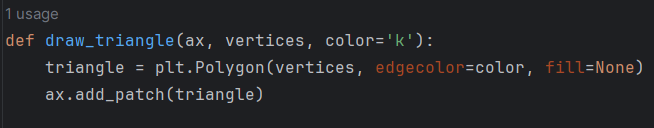 1 usage
def draw_triangle(ax, vertices, color='k'):
    triangle = plt.Polygon(vertices, edgecolor=color, fill=None)
    ax.add_patch(triangle)